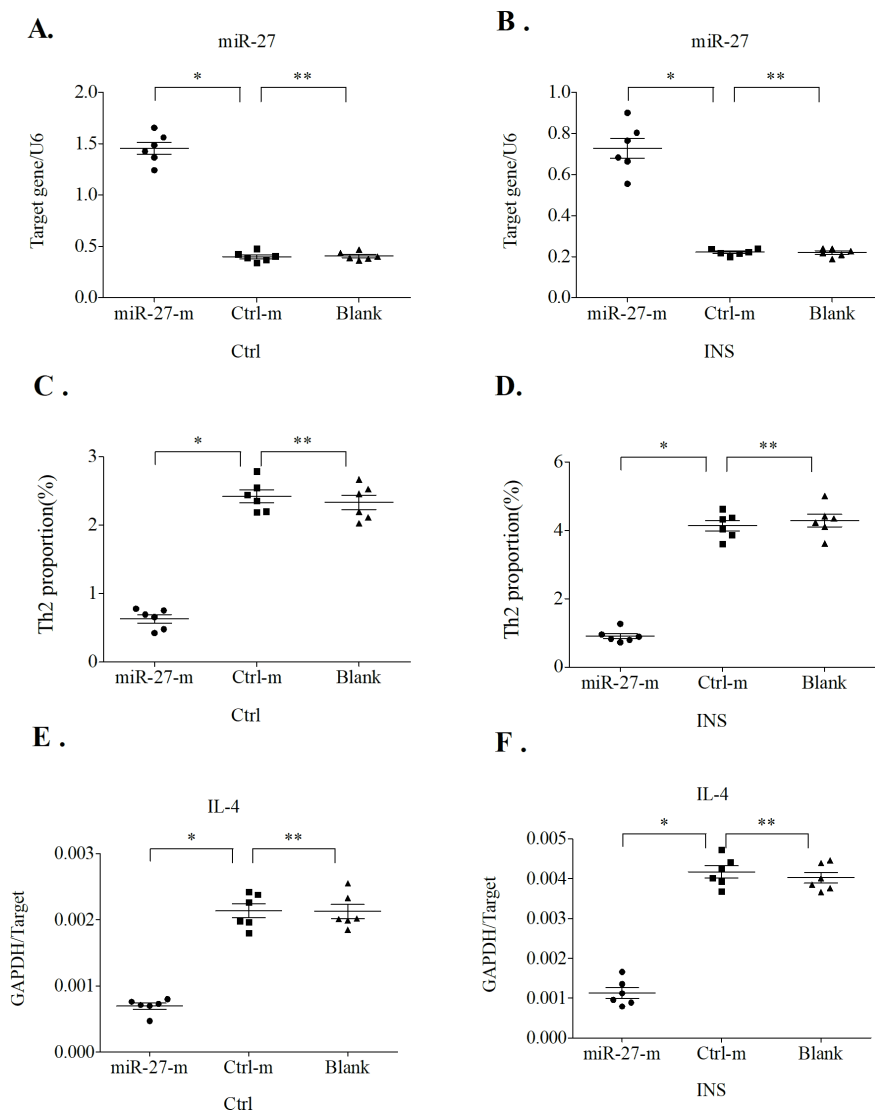 A.
miR-27
* **
Target gene/U6
2.0
1.5
1.0
0.5
0.0
miR-27-m Ctrl-m Blank
Ctrl
B .
miR-27
* **
Target gene/U6
1.0
0.8
0.6
0.4
0.2
0.0
miR-27-m Ctrl-m Blank
INS
C .
* **
Th2 proportion(%)
3
2
1
0
miR-27-m Ctrl-m Blank
Ctrl
D.
* **
Th2 proportion(%)
6
4
2
0
miR-27-m Ctrl-m Blank
INS
E .
IL-4
* **
GAPDH/Target
0.003
0.002
0.001
0.000
miR-27-m Ctrl-m Blank
Ctrl
F .
IL-4
* **
GAPDH/Target
0.005
0.004
0.003
0.002
0.001
0.000
miR-27-m Ctrl-m Blank
INS